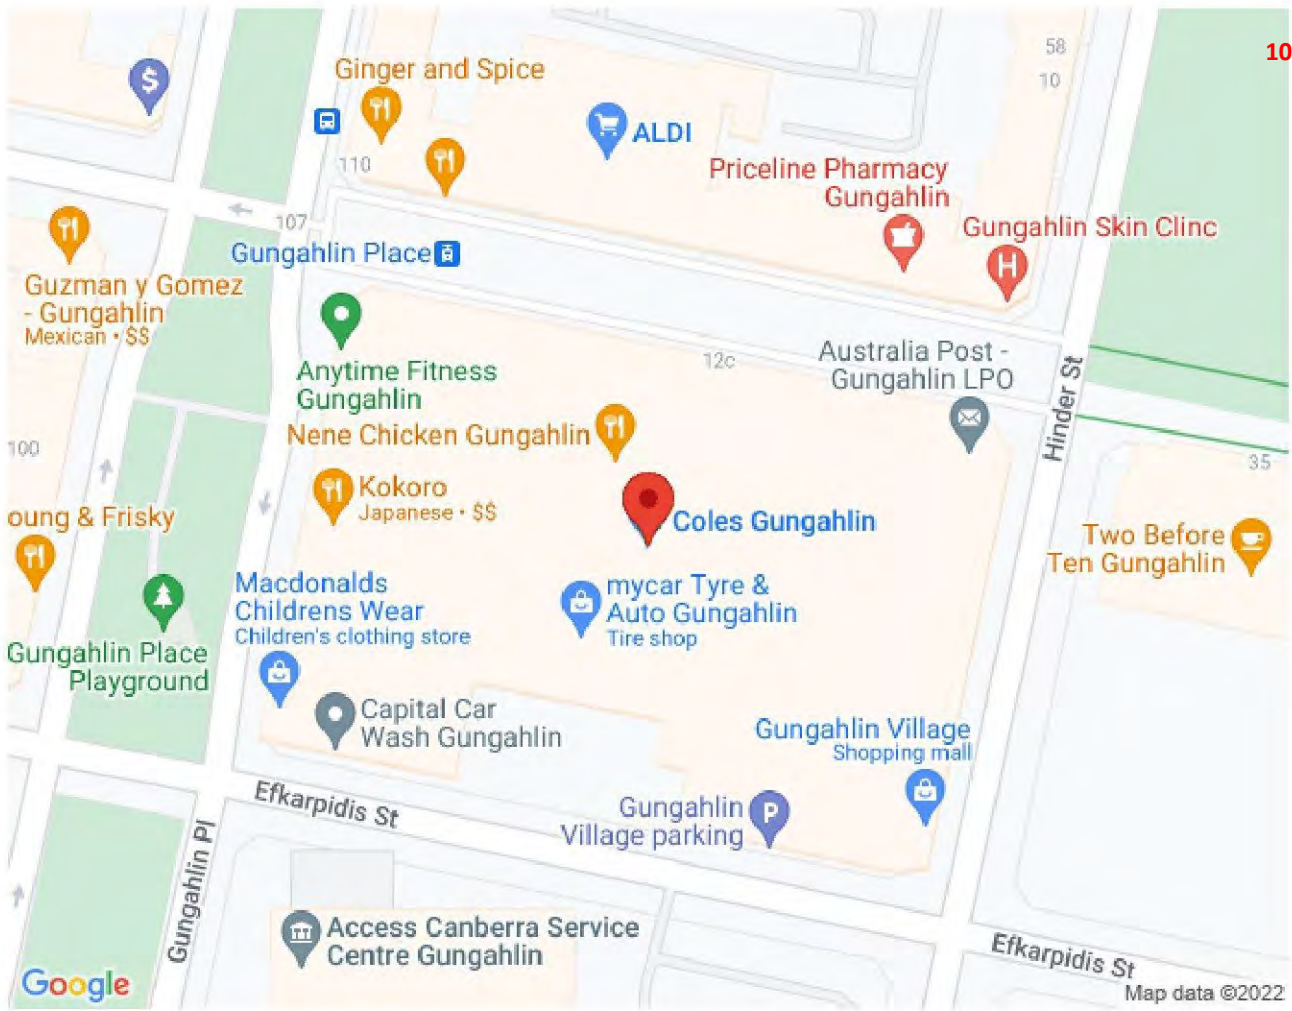 10
58
10
Ginger and Spice
ALDI
110
Priceline Pharmacy
Gungahlin
Gungahlin Skin Clinc
107
Gungahlin Place
Guzman y Gomez
- Gungahlin
Mexican • $$
Anytime Fitness
Gungahlin
12c
Australia Post -
Gungahlin LPO
Hinder St
Nene Chicken Gungahlin
100
35
Kokoro
Japanese • $$
oung & Frisky
Coles Gungahlin
Two Before
Ten Gungahlin
Macdonalds
Childrens Wear
Children's clothing store
mycar Tyre &
Auto Gungahlin
Tire shop
Gungahlin Place
Playground
Capital Car
Wash Gungahlin
Gungahlin Village
Shopping mall
Efkarpidis St
Gungahlin
Village parking
P
Gungahlin Pl
Access Canberra Service
Centre Gungahlin
Efkarpidis St
Google
Map data ©2022